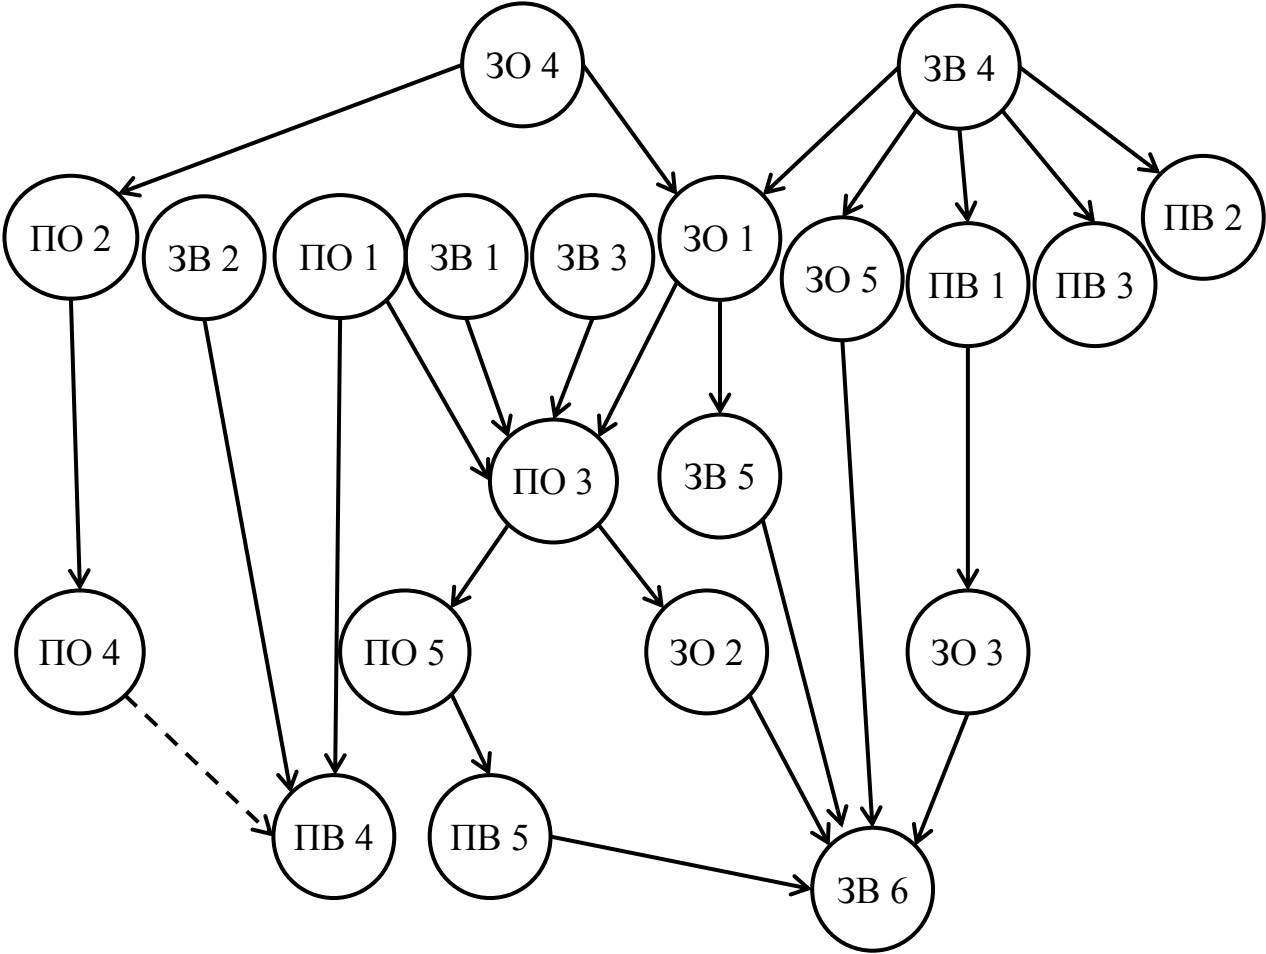 ЗО 4
ЗВ 4
ПО 2
ЗВ 2
ПО 1
ЗВ 1
ЗВ 3
ЗО 1
ЗО 5
ПВ 1
ПВ 3
ПВ 2
ПО 3
ЗВ 5
ПО 4
ПО 5
ЗО 2
ЗО 3
ПВ 4
ПВ 5
ЗВ 6